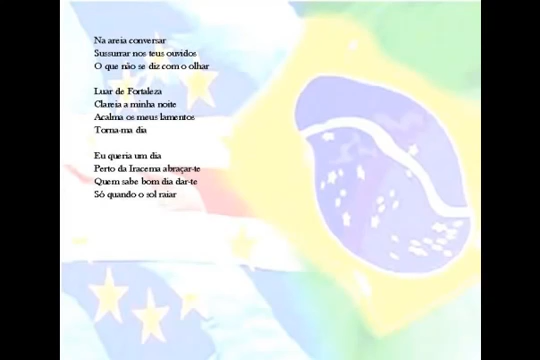 Na areia conversar
Sussurrar nos teus ouvidos
O que não se diz com o olhar
Luar de Fortaleza
Clareia a minha noite
Acalma os meus lamentos
Torna-ma dia
Eu queria um dia
Perto da Iracema abraçar-te
Quem sabe bom dia dar-te
Só quando o sol raiar